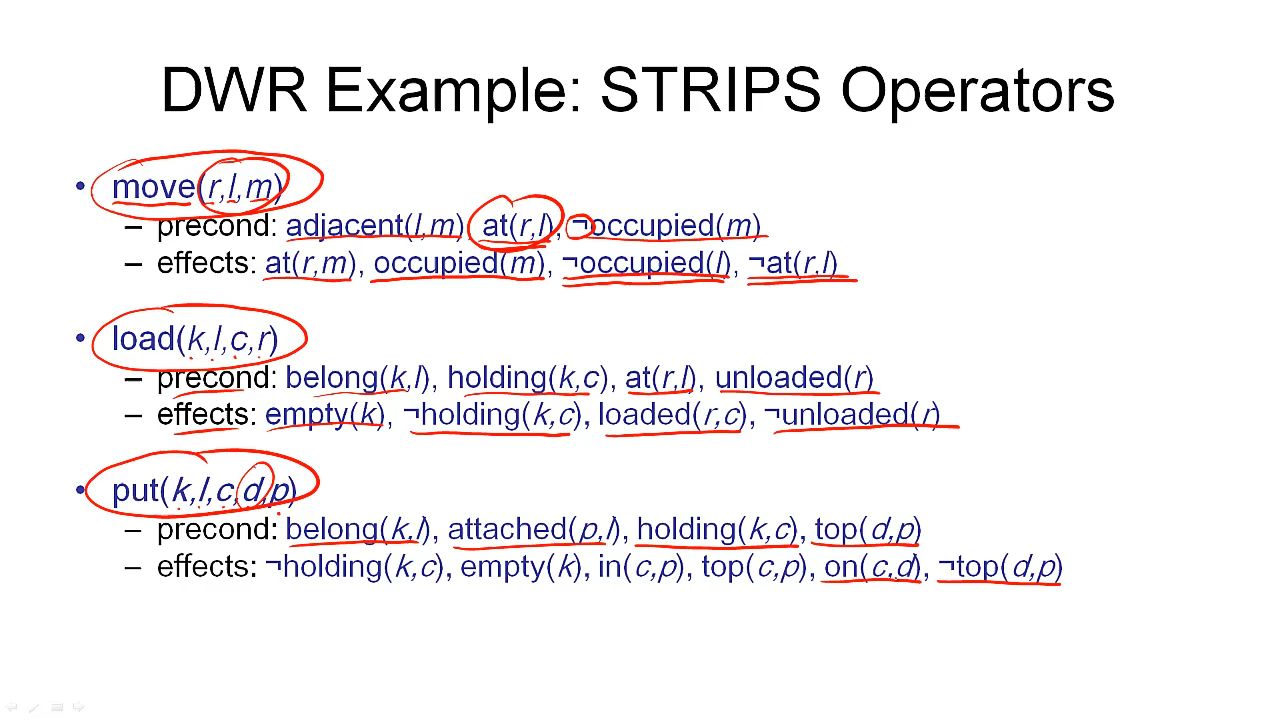 DWR Example: STRIPS Operators
• move(r,l,m)
– precond: adjacent(l,m), at(r,l), ¬occupied(m)
– effects: at(r,m), occupied(m), ¬occupied(l), ¬at(r,l)
• load(k,l,c,r)
– precond: belong(k,l), holding(k,c), at(r,l), unloaded(r)
– effects: empty(k), ¬holding(k,c), loaded(r,c), ¬unloaded(r)
• put(k,l,c,d,p)
– precond: belong(k,l), attached(p,l), holding(k,c), top(d,p)
– effects: ¬holding(k,c), empty(k), in(c,p), top(c,p), on(c,d), ¬top(d,p)